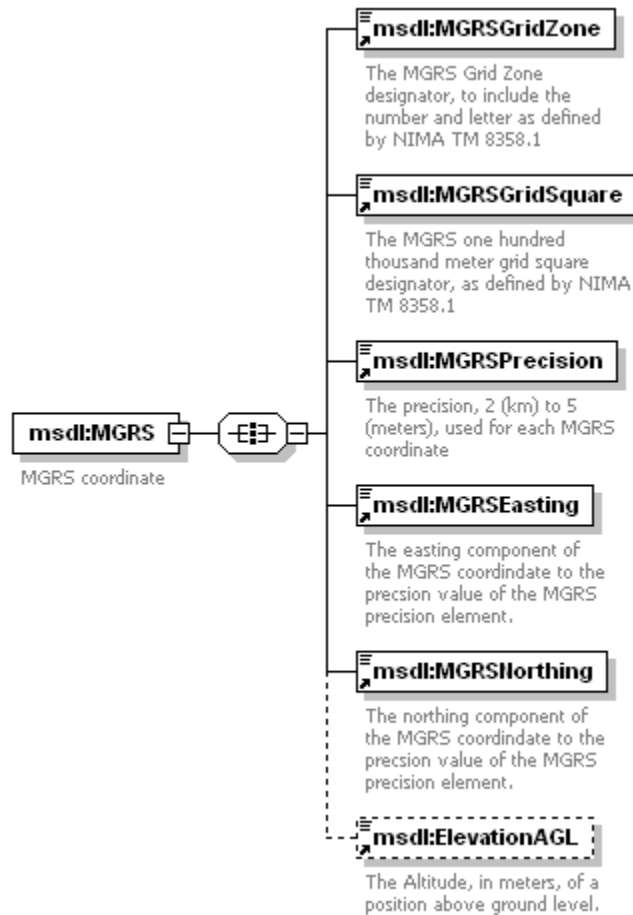 msdl:MGRSGridZone
The MGRS Grid Zone
designator, to include the
number and letter as defined
by NIMA TM 8358.1
msdl:MGRSGridSquare
The MGRS one hundred
thousand meter grid square
designator, as defined by NIMA
TM 8358.1
msdl:MGRSPrecision
The precision, 2 (km) to 5
(meters), used for each MGRS
coordinate
msdl:MGRS
MGRS coordinate
msdl:MGRSEasting
The easting component of
the MGRS coordindate to the
precsion value of the MGRS
precision element.
msdl:MGRSNorthing
The northing component of
the MGRS coordindate to the
precsion value of the MGRS
precision element.
msdl:ElevationAGL
The Altitude, in meters, of a
position above ground level.